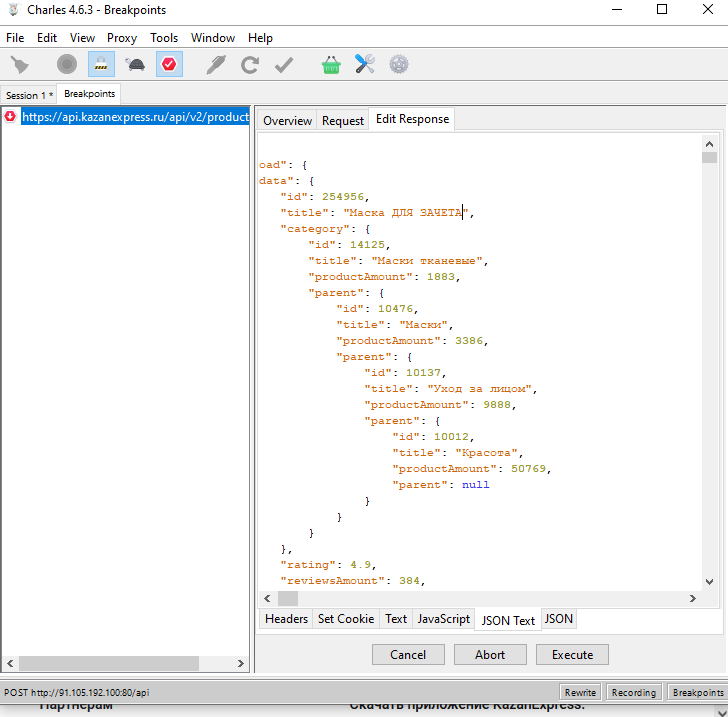 Charles 4.6.3 - Breakpoints
File Edit View Proxy Tools Window Help
Session 1 * Breakpoints
https://api.kazanexpress.ru/api/v2/product
Overview Request Edit Response
oad": {
data": {
"id": 254956,
"title": "Маска ДЛЯ ЗАЧЕТА",
"category": {
"id": 14125,
"title": "Маски тканевые",
"productAmount": 1883,
"parent": {
"id": 10476,
"title": "Маски",
"productAmount": 3386,
"parent": {
"id": 10137,
"title": "Уход за лицом",
"productAmount": 9888,
"parent": {
"id": 10012,
"title": "Красота",
"productAmount": 50769,
"parent": null
}
}
}
},
"rating": 4.9,
"reviewsAmount": 384,
Headers Set Cookie Text JavaScript JSON Text JSON
Cancel Abort Execute
POST http://91.105.192.100:80/api Rewrite Recording Breakpoints
Партнерам Скачать приложение KazanExpress: